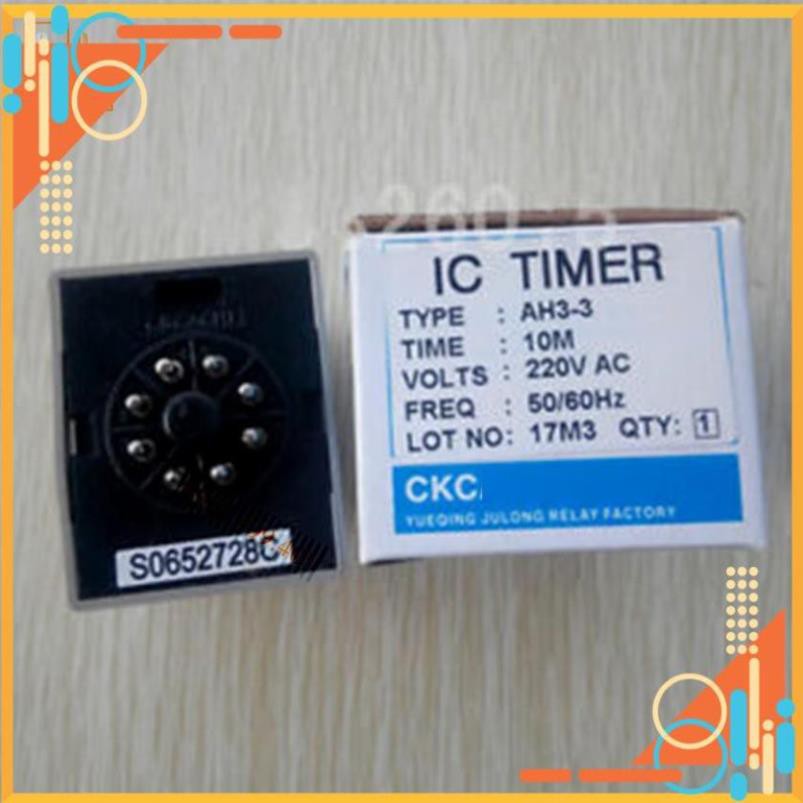 IC TIMER
TYPE : AH3-3
TIME : 10M
VOLTS : 220V AC
FREQ : 50/60Hz
LOT NO: 17M3 QTY: 1
CKC
YUEQING JULONG RELAY FACTORY
S0652728C